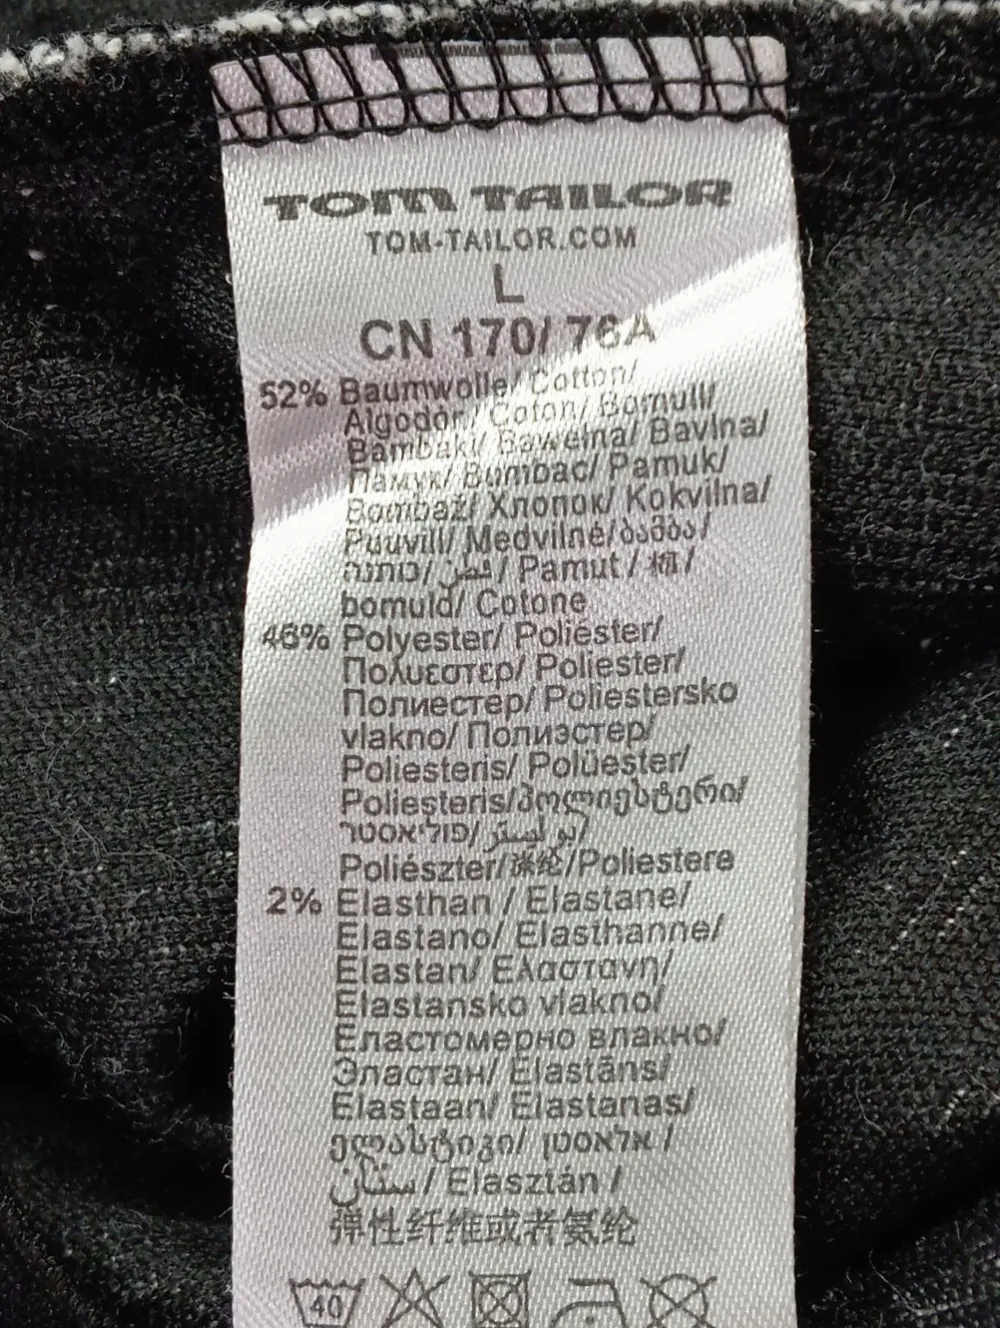 TOM TAILOR
TOM-TAILOR.COM
L
CN 170/ 76A
52% Baumwolle/ Cotton/
Algodón/ Coton/ Bomull/
Bambaki/ Bawełna/ Bavlna/
Памук/ Bumbac/ Pamuk/
Bombaž/ Хлопок/ Kokvilna/
Puuvill/ Medvilnė/ბამბა/
כותנה/ قطن/ Pamut / 棉/
bomuld/ Cotone
46% Polyester/ Poliéster/
Πολυεστερ/ Poliester/
Полиестер/ Poliestersko
vlakno/ Полиэстер/
Poliesteris/ Polüester/
Poliesteris/პოლიესტერი/
פוליאסטר/ بوليستر/
Poliészter/涤纶/Poliestere
2% Elasthan / Elastane/
Elastano/ Elasthanne/
Elastan/ Ελαστανη/
Elastansko vlakno/
Еластомерно влакно/
Эластан/ Elastāns/
Elastaan/ Elastanas/
ელასტიკი/ אלאסטן /
/ Elasztán /
弹性纤维或者氨纶
40